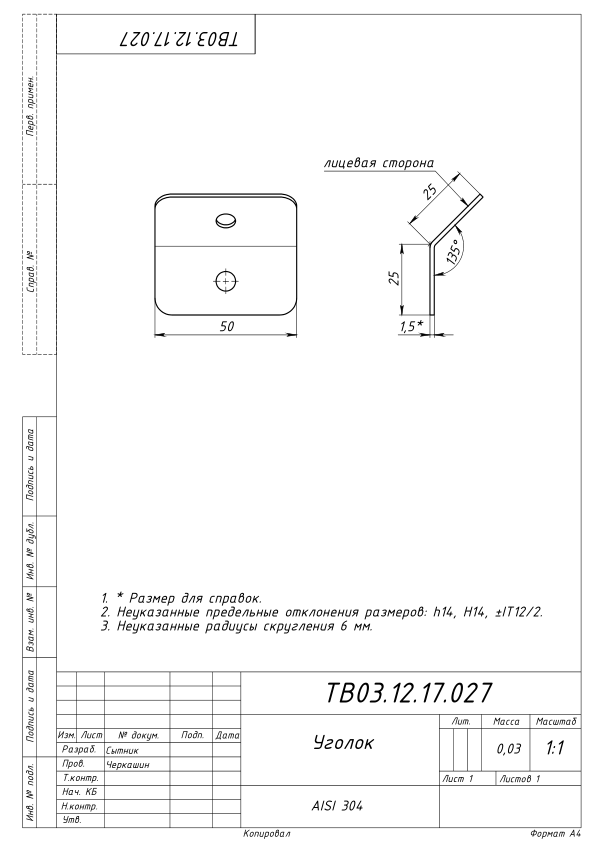 ТВ03.12.17.027
Перв. примен.
Справ. №
лицевая сторона
25
135°
25
1,5*
50
Подпись и дата
Инв. № дубл.
Взам. инв. №
Подпись и дата
Инв. № подл.
1. * Размер для справок.
2. Неуказанные предельные отклонения размеров: h14, H14, ±IT12/2.
3. Неуказанные радиусы скругления 6 мм.
ТВ03.12.17.027
Изм. Лист № докум. Подп. Дата
Разраб. Сытник
Пров. Черкашин
Т.контр.
Нач. КБ
Н.контр.
Утв.
Уголок
Лит. Масса Масштаб
0,03 1:1
Лист 1 Листов 1
AISI 304
Копировал Формат А4